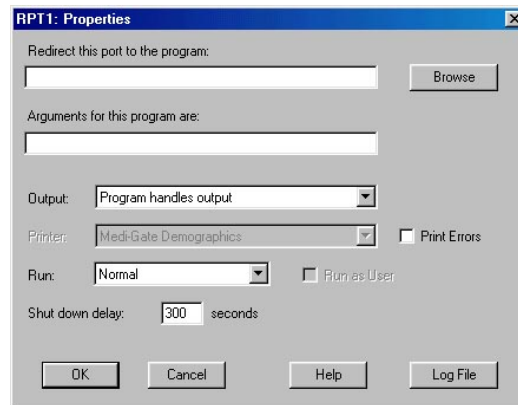 RPT1: Properties
Redirect this port to the program:
Browse
Arguments for this program are:
Output: Program handles output
Printer: Medi-Gate Demographics Print Errors
Run: Normal Run as User
Shut down delay: 300 seconds
OK Cancel Help Log File